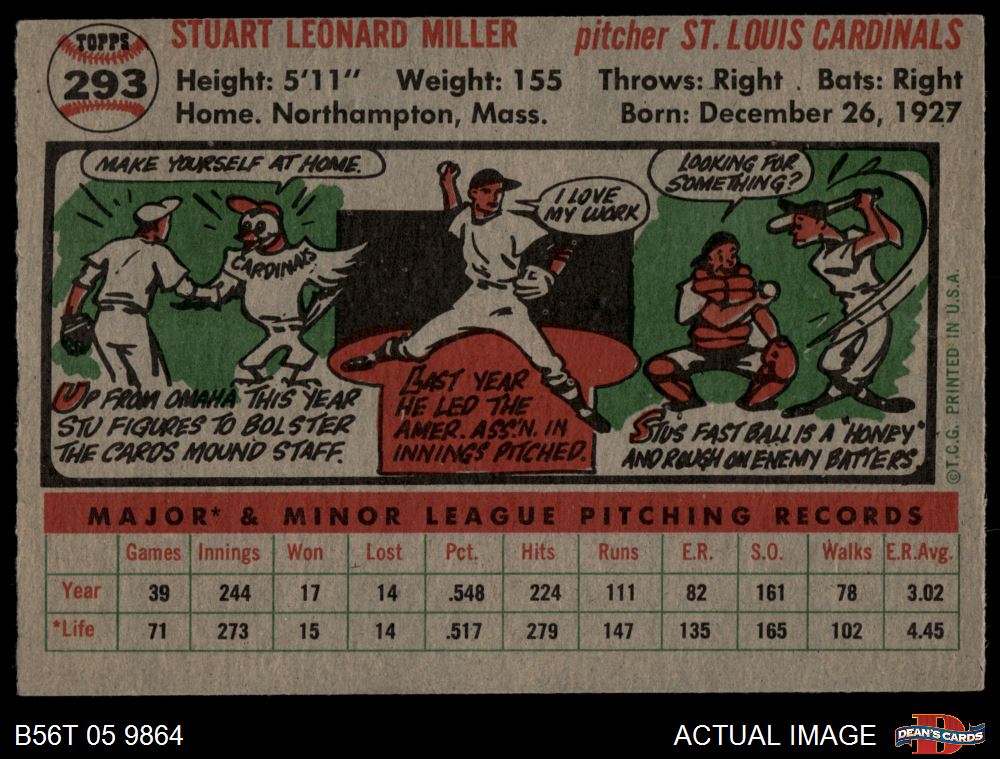 TOPPS
293
STUART LEONARD MILLER pitcher ST. LOUIS CARDINALS
Height: 5'11" Weight: 155 Throws: Right . Bats: Right
Home. Northampton, Mass. Born: December 26, 1927
MAKE YOURSELF AT HOME.
CARDINALS
UP FROM OMAHA THIS YEAR
STU FIGURES TO BOLSTER
THE CARDS MOUND STAFF.
I LOVE
MY WORK
LAST YEAR
HE LED THE
AMER. ASS'N. IN
INNINGS PITCHED.
LOOKING FOR
SOMETHING?
STU'S FAST BALL IS A "HONEY"
AND ROUGH ON ENEMY BATTERS.
©T.C.G. PRINTED IN U.S.A.
MAJOR* & MINOR LEAGUE PITCHING RECORDS
Games Innings Won Lost Pct. Hits Runs E.R. S.O. Walks E.R.Avg.
Year 39 244 17 14 .548 224 111 82 161 78 3.02
*Life 71 273 15 14 .517 279 147 135 165 102 4.45
B56T 05 9864 ACTUAL IMAGE
B
DEAN'S CARDS